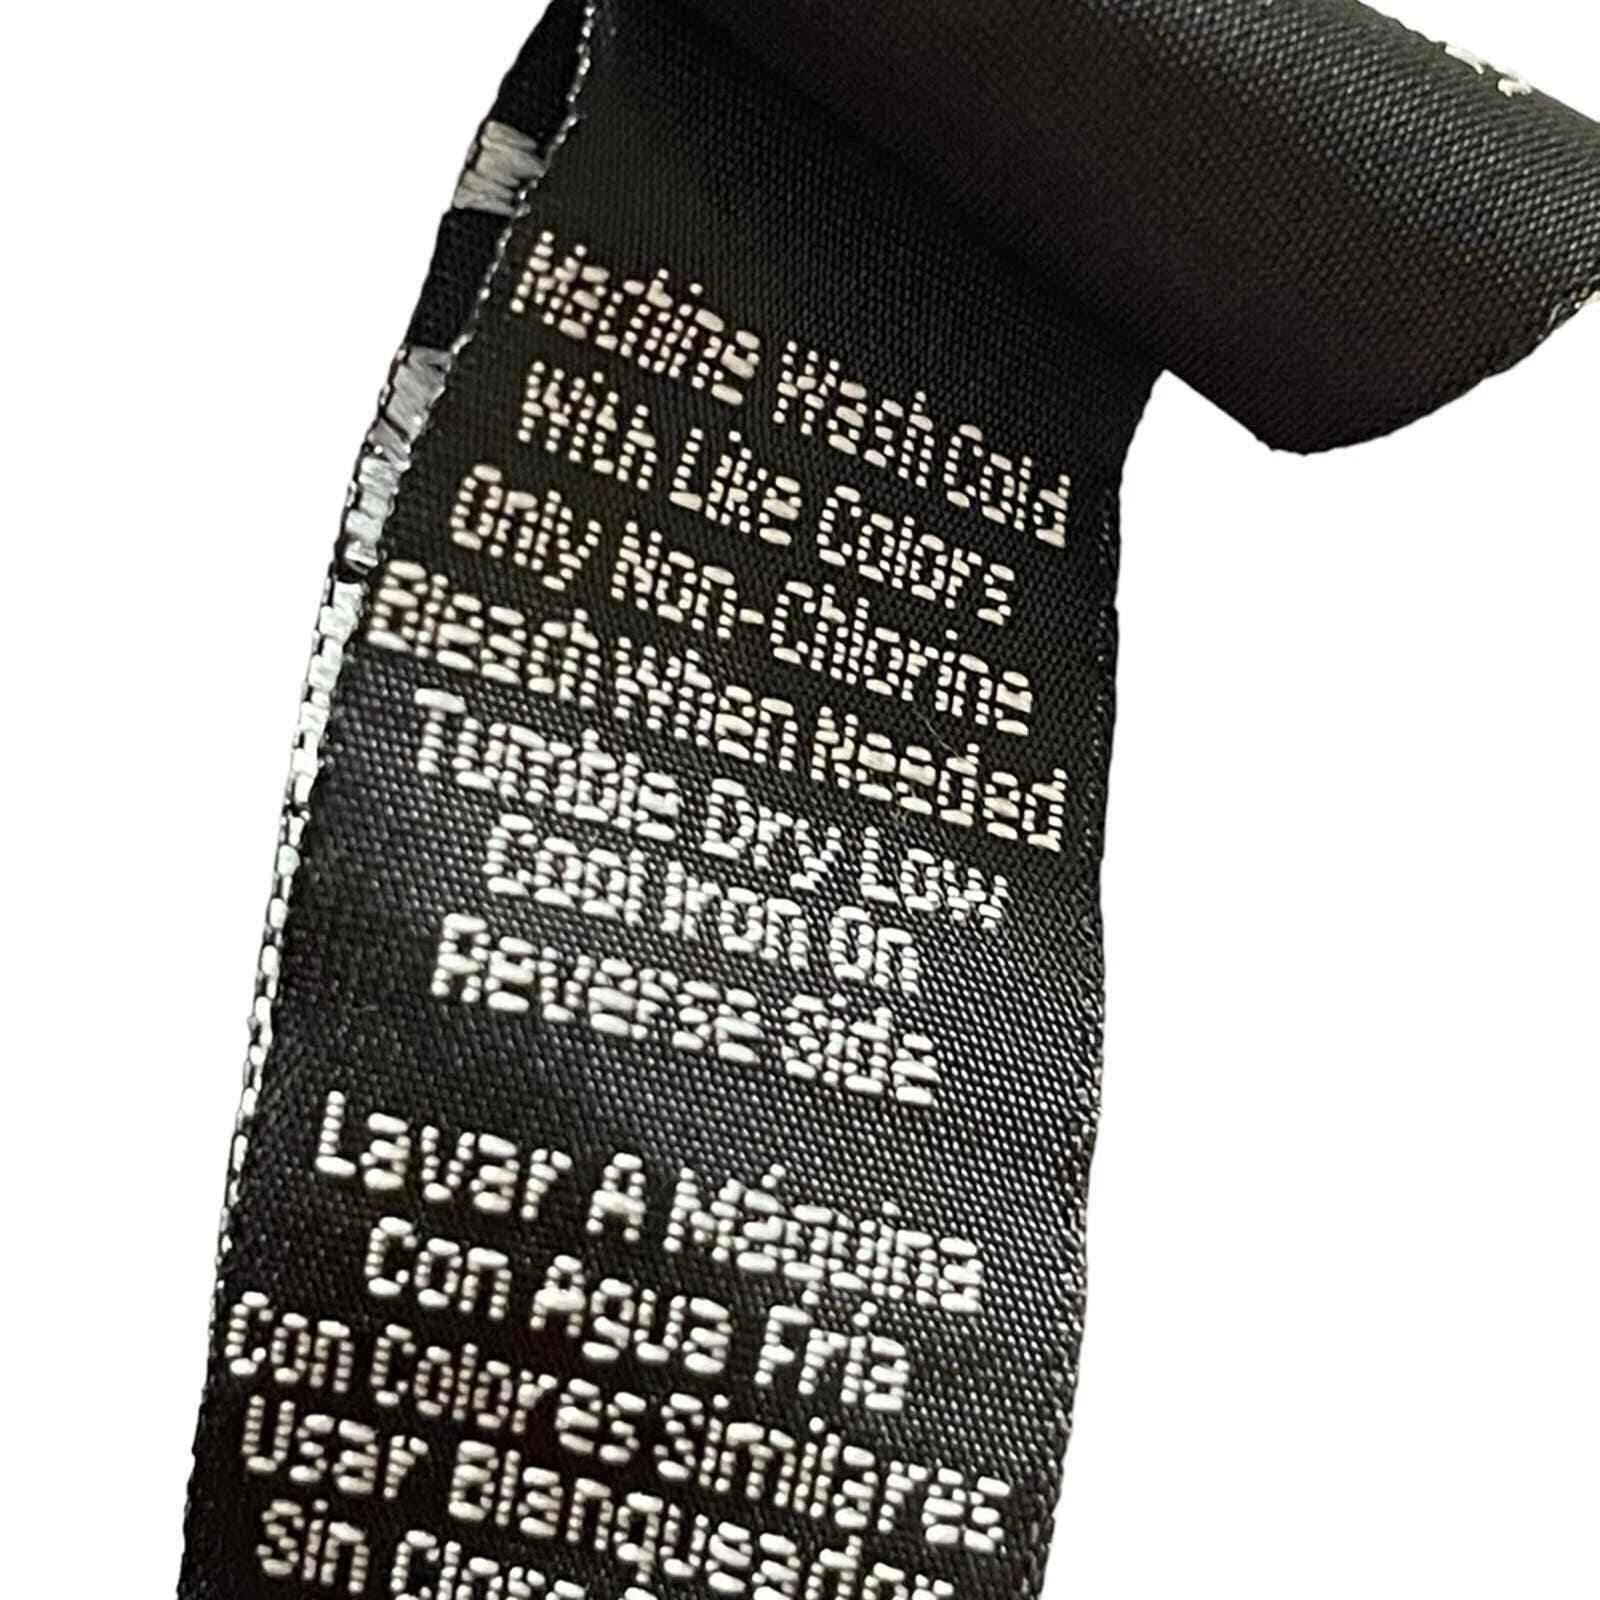 Machine Wash Cold
With Like Colors
Only Non-Chlorine
Bleach When Needed
Tumble Dry Low
Cool Iron On
Reverse Side
Lavar A Máquina
Con Agua Fría
Con Colores Similares
Usar Blanqueador
Sin